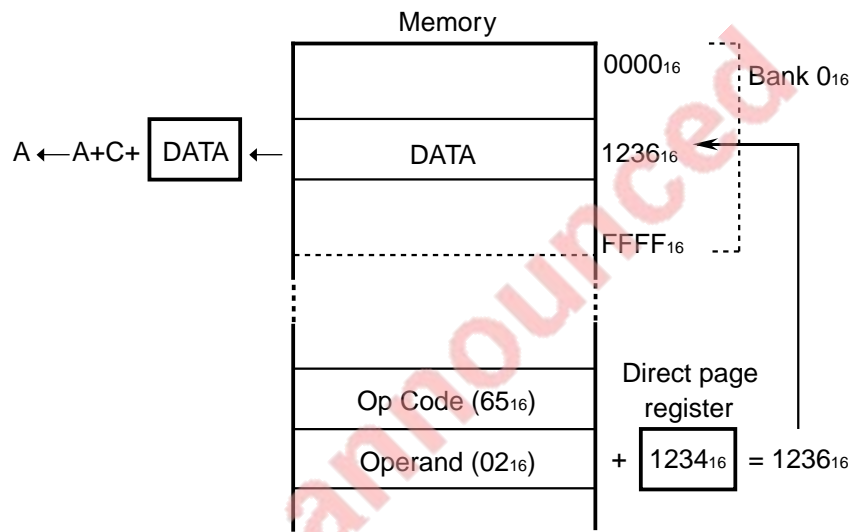 Memory
0000₁₆
Bank 0₁₆
A ← A+C+ DATA ← DATA 1236₁₆
FFFF₁₆
Direct page
register
Op Code (65₁₆)
Operand (02₁₆) + 1234₁₆ = 1236₁₆
announced